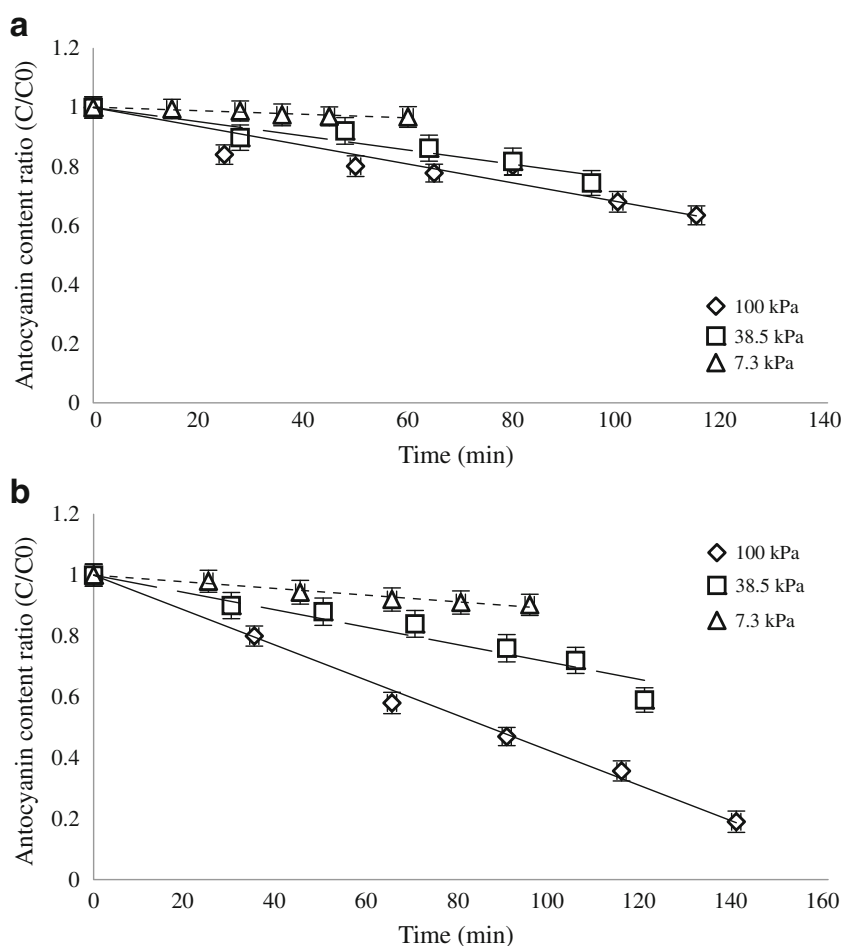 a
Antocyanin content ratio (C/C0)
1.2
1
0.8
0.6
0.4
0.2
0
0 20 40 60 80 100 120 140
Time (min)
100 kPa
38.5 kPa
7.3 kPa
b
Antocyanin content ratio (C/C0)
1.2
1
0.8
0.6
0.4
0.2
0
0 20 40 60 80 100 120 140 160
Time (min)
100 kPa
38.5 kPa
7.3 kPa